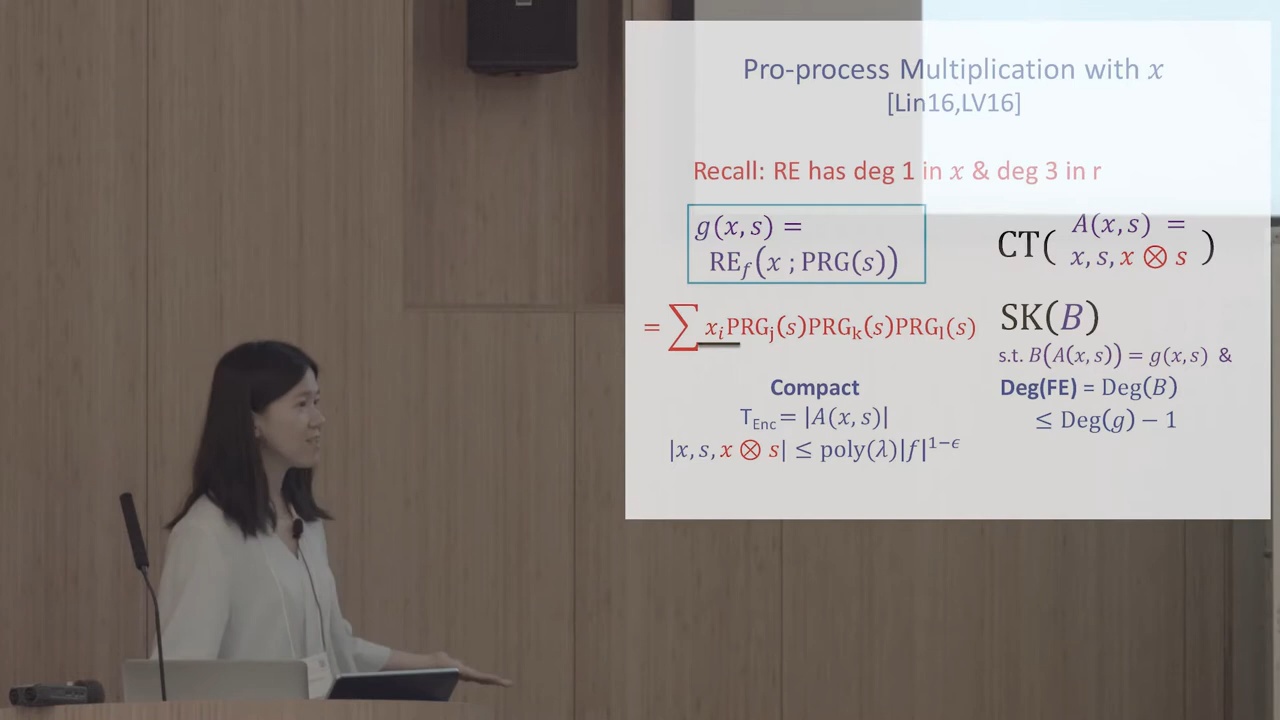 Pro-process Multiplication with x
[Lin16,LV16]
Recall: RE has deg 1 in x & deg 3 in r
g(x, s) =
RE_f(x ; PRG(s))
= ∑ x_i PRG_j(s)PRG_k(s)PRG_l(s)
Compact
T_Enc = |A(x, s)|
|x, s, x ⊗ s| ≤ poly(λ)|f|^{1−ϵ}
CT( A(x, s) =
x, s, x ⊗ s )
SK(B)
s.t. B(A(x, s)) = g(x, s) &
Deg(FE) = Deg(B)
≤ Deg(g) − 1